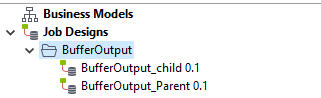 Business Models
Job Designs
BufferOutput
BufferOutput_child 0.1
BufferOutput_Parent 0.1